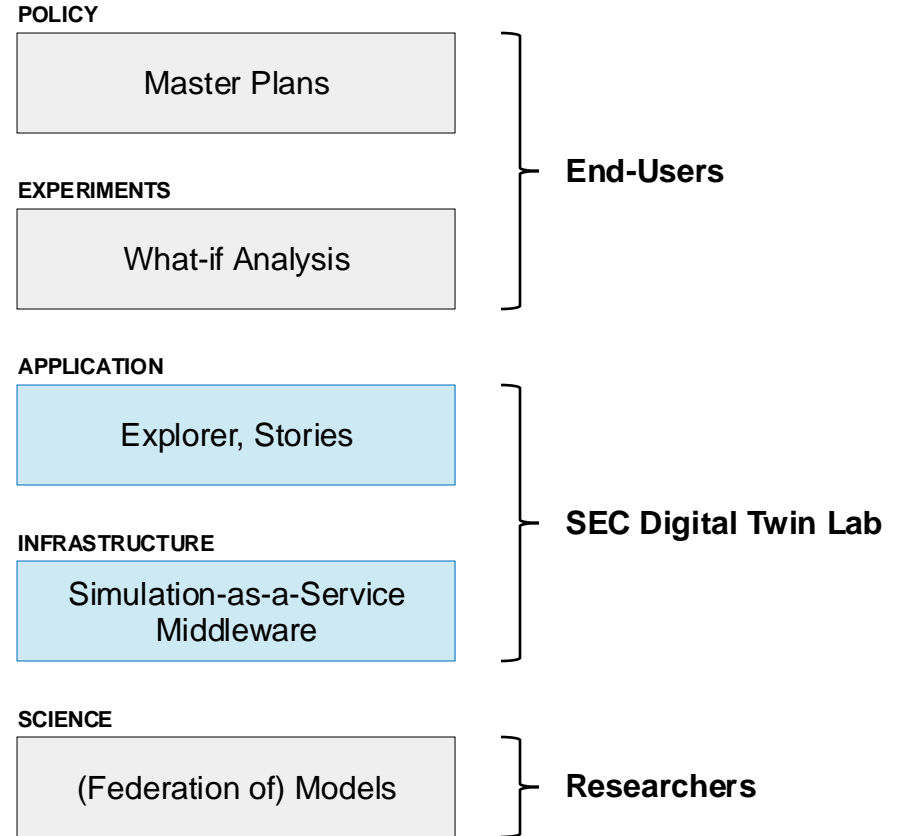 POLICY
Master Plans
End-Users
EXPERIMENTS
What-if Analysis
APPLICATION
Explorer, Stories
SEC Digital Twin Lab
INFRASTRUCTURE
Simulation-as-a-Service
Middleware
SCIENCE
(Federation of) Models
Researchers